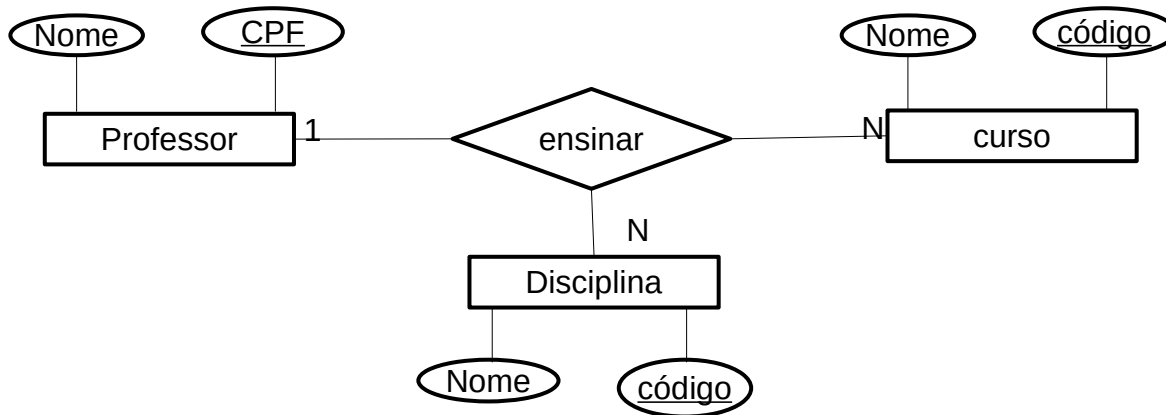 Nome
CPF
Nome
código
Professor
1
ensinar
N
curso
N
Disciplina
Nome
código